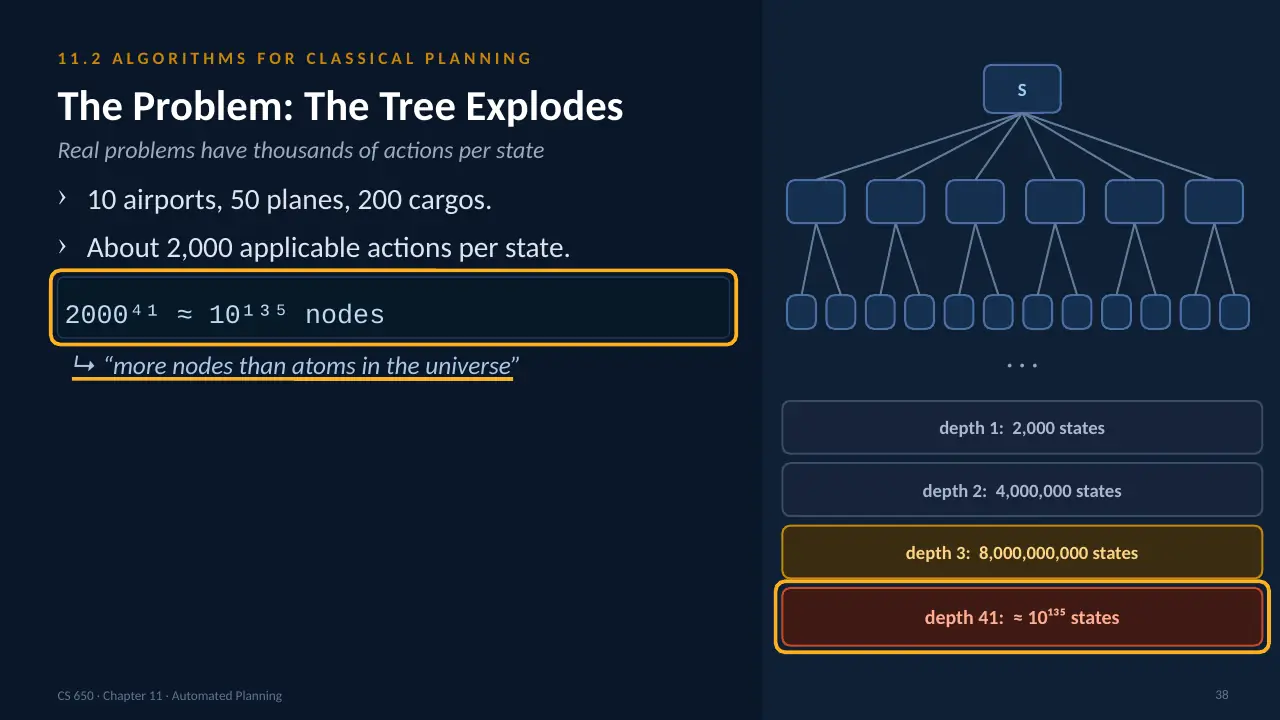 11.2 ALGORITHMS FOR CLASSICAL PLANNING
The Problem: The Tree Explodes
Real problems have thousands of actions per state
› 10 airports, 50 planes, 200 cargos.
› About 2,000 applicable actions per state.
2000⁴¹ ≈ 10¹³⁵ nodes
↪ “more nodes than atoms in the universe”
S
. . .
depth 1: 2,000 states
depth 2: 4,000,000 states
depth 3: 8,000,000,000 states
depth 41: ≈ 10¹³⁵ states
CS 650 · Chapter 11 · Automated Planning
38